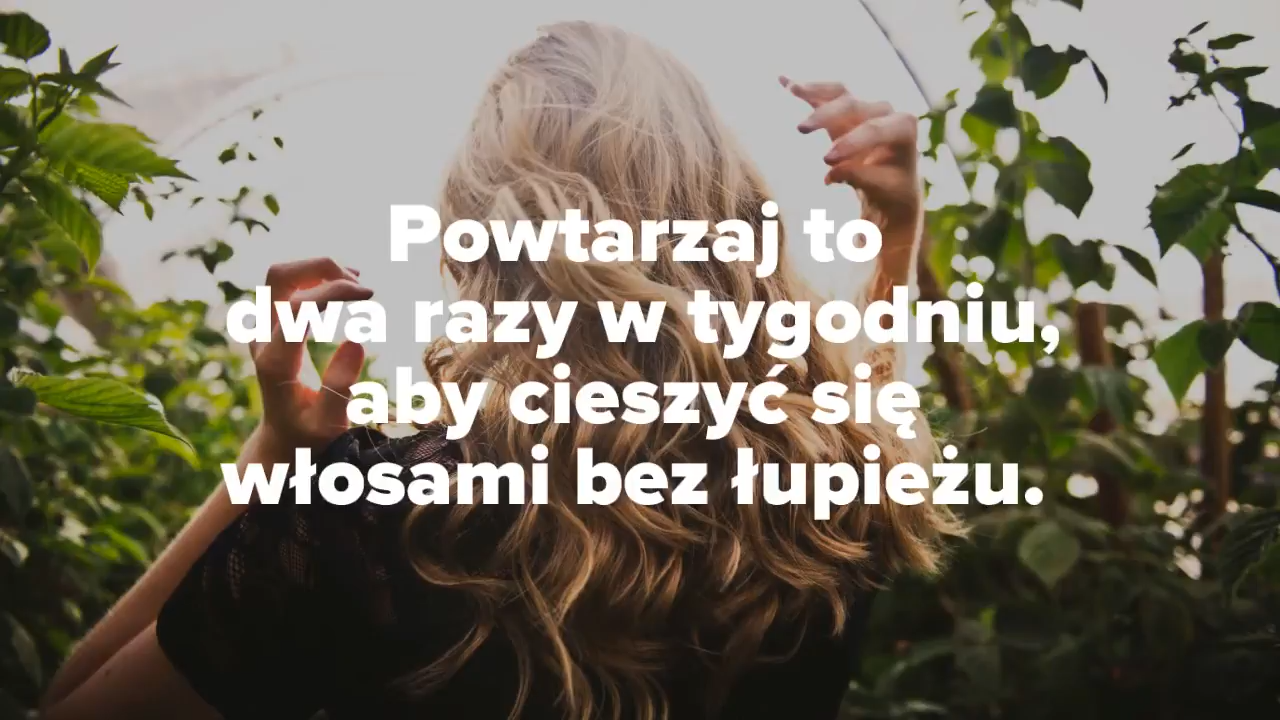 Powtarzaj to
dwa razy w tygodniu,
aby cieszyć się
włosami bez łupieżu.